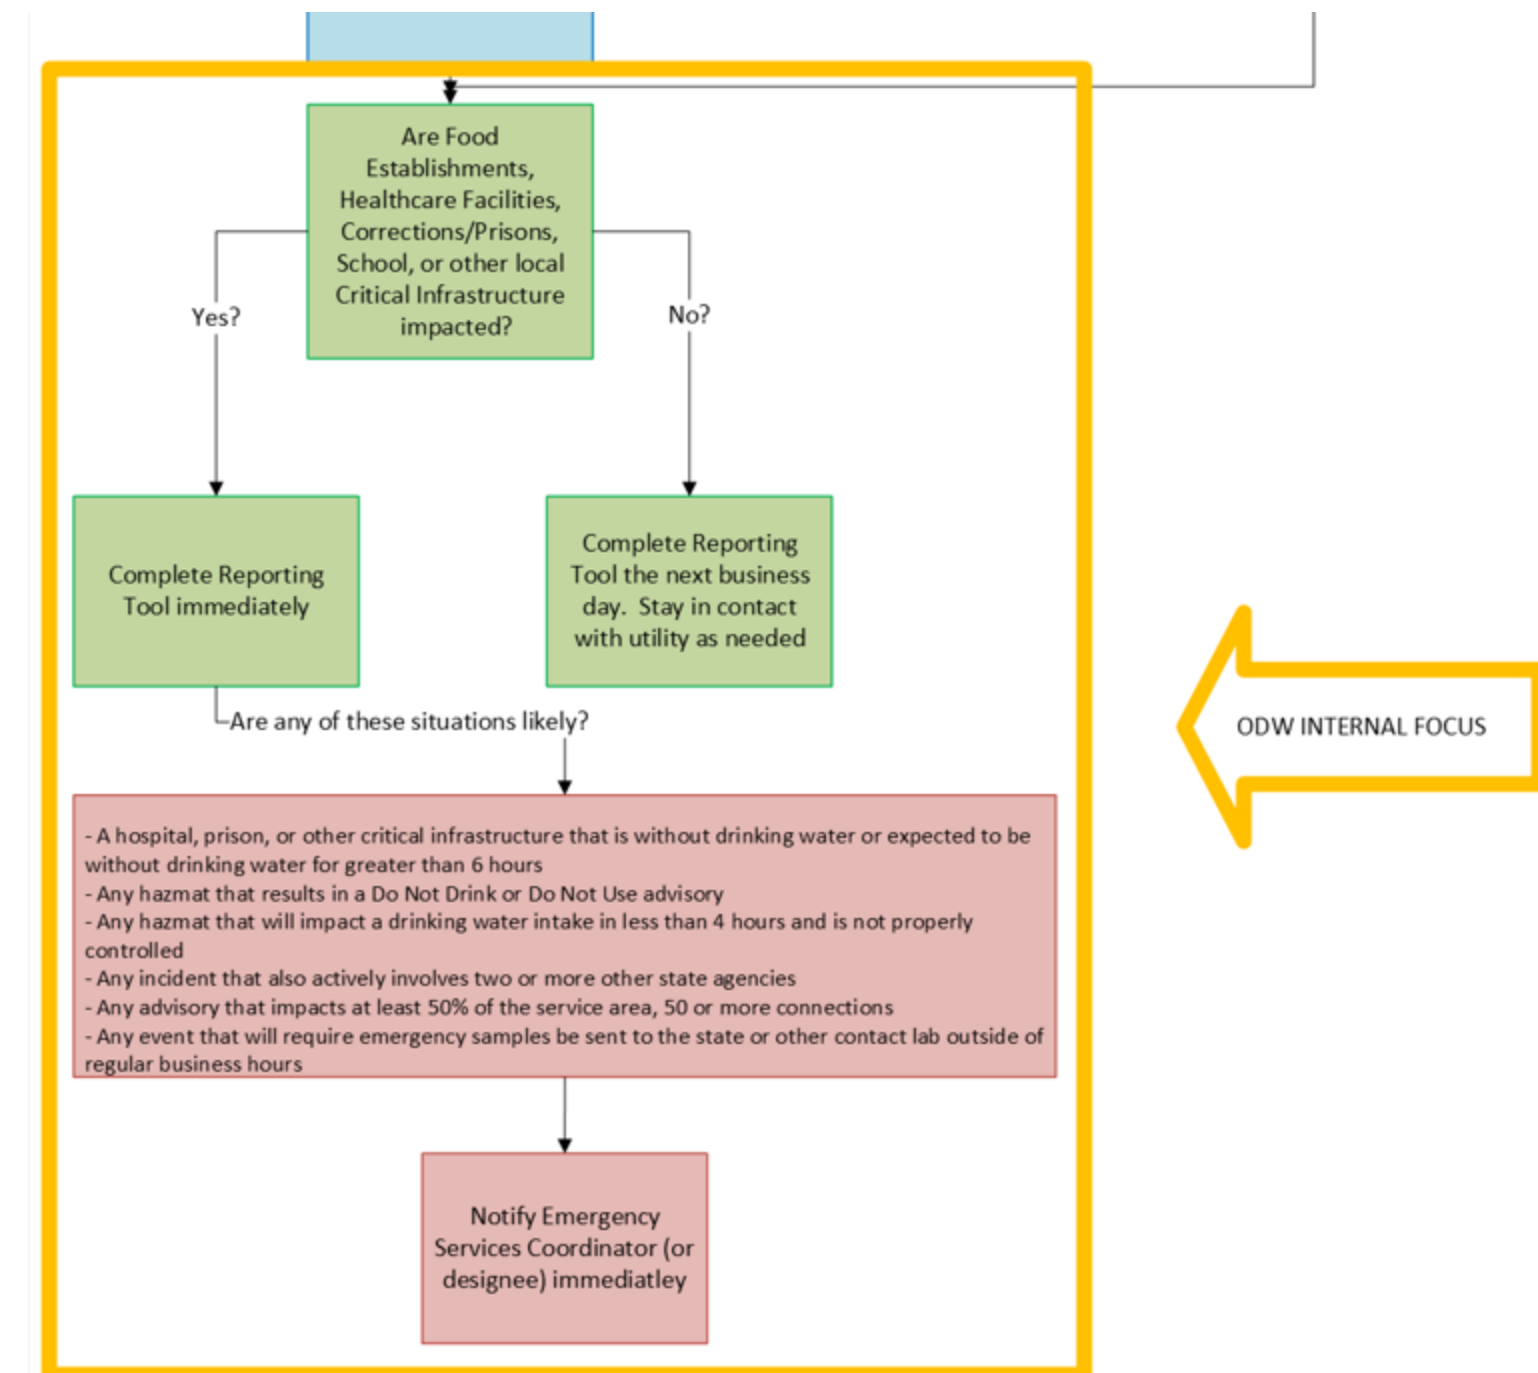 Are Food
Establishments,
Healthcare Facilities,
Corrections/Prisons,
School, or other local
Critical Infrastructure
impacted?
Yes?
No?
Complete Reporting
Tool immediately
Complete Reporting
Tool the next business
day.  Stay in contact
with utility as needed
Are any of these situations likely?
ODW INTERNAL FOCUS
- A hospital, prison, or other critical infrastructure that is without drinking water or expected to be
without drinking water for greater than 6 hours
- Any hazmat that results in a Do Not Drink or Do Not Use advisory
- Any hazmat that will impact a drinking water intake in less than 4 hours and is not properly
controlled
- Any incident that also actively involves two or more other state agencies
- Any advisory that impacts at least 50% of the service area, 50 or more connections
- Any event that will require emergency samples be sent to the state or other contact lab outside of
regular business hours
Notify Emergency
Services Coordinator (or
designee) immediatley